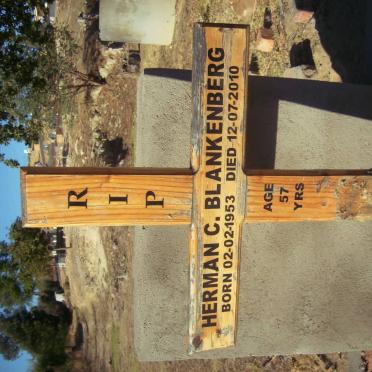 R
I
P
HERMAN C. BLANKENBERG
BORN 02-02-1953 DIED 12-07-2010
AGE
57
YRS